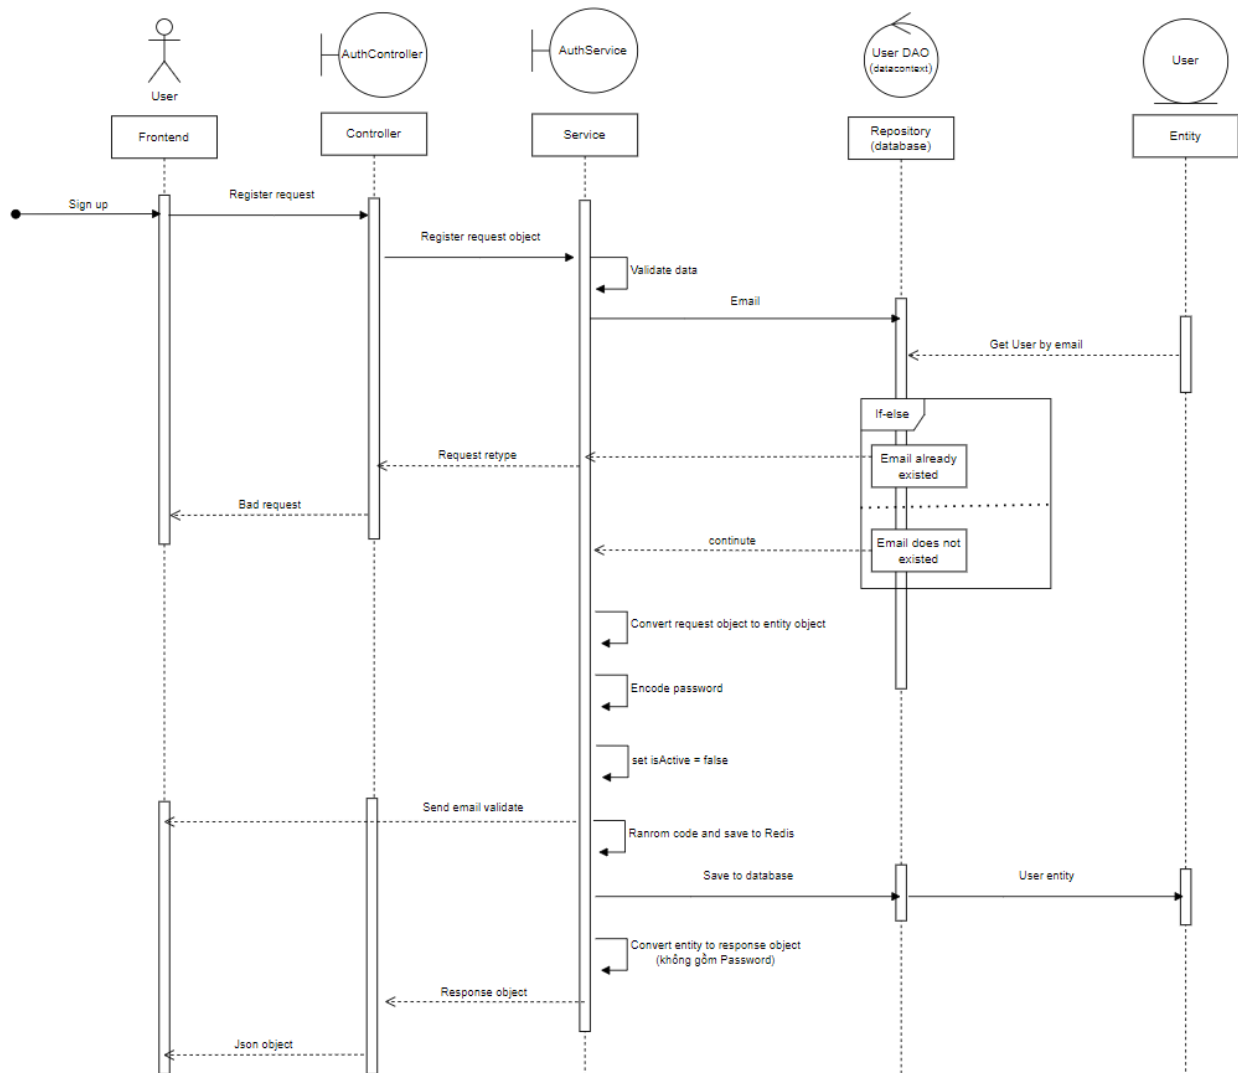 User
AuthController
AuthService
User DAO
(datacontext)
User
Frontend
Controller
Service
Repository
(database)
Entity
Sign up
Register request
Register request object
Validate data
Email
Get User by email
If-else
Email already
existed
Request retype
Bad request
Email does not
existed
continute
Convert request object to entity object
Encode password
set isActive = false
Send email validate
Ranrom code and save to Redis
Save to database
User entity
Convert entity to response object
(không gồm Password)
Response object
Json object